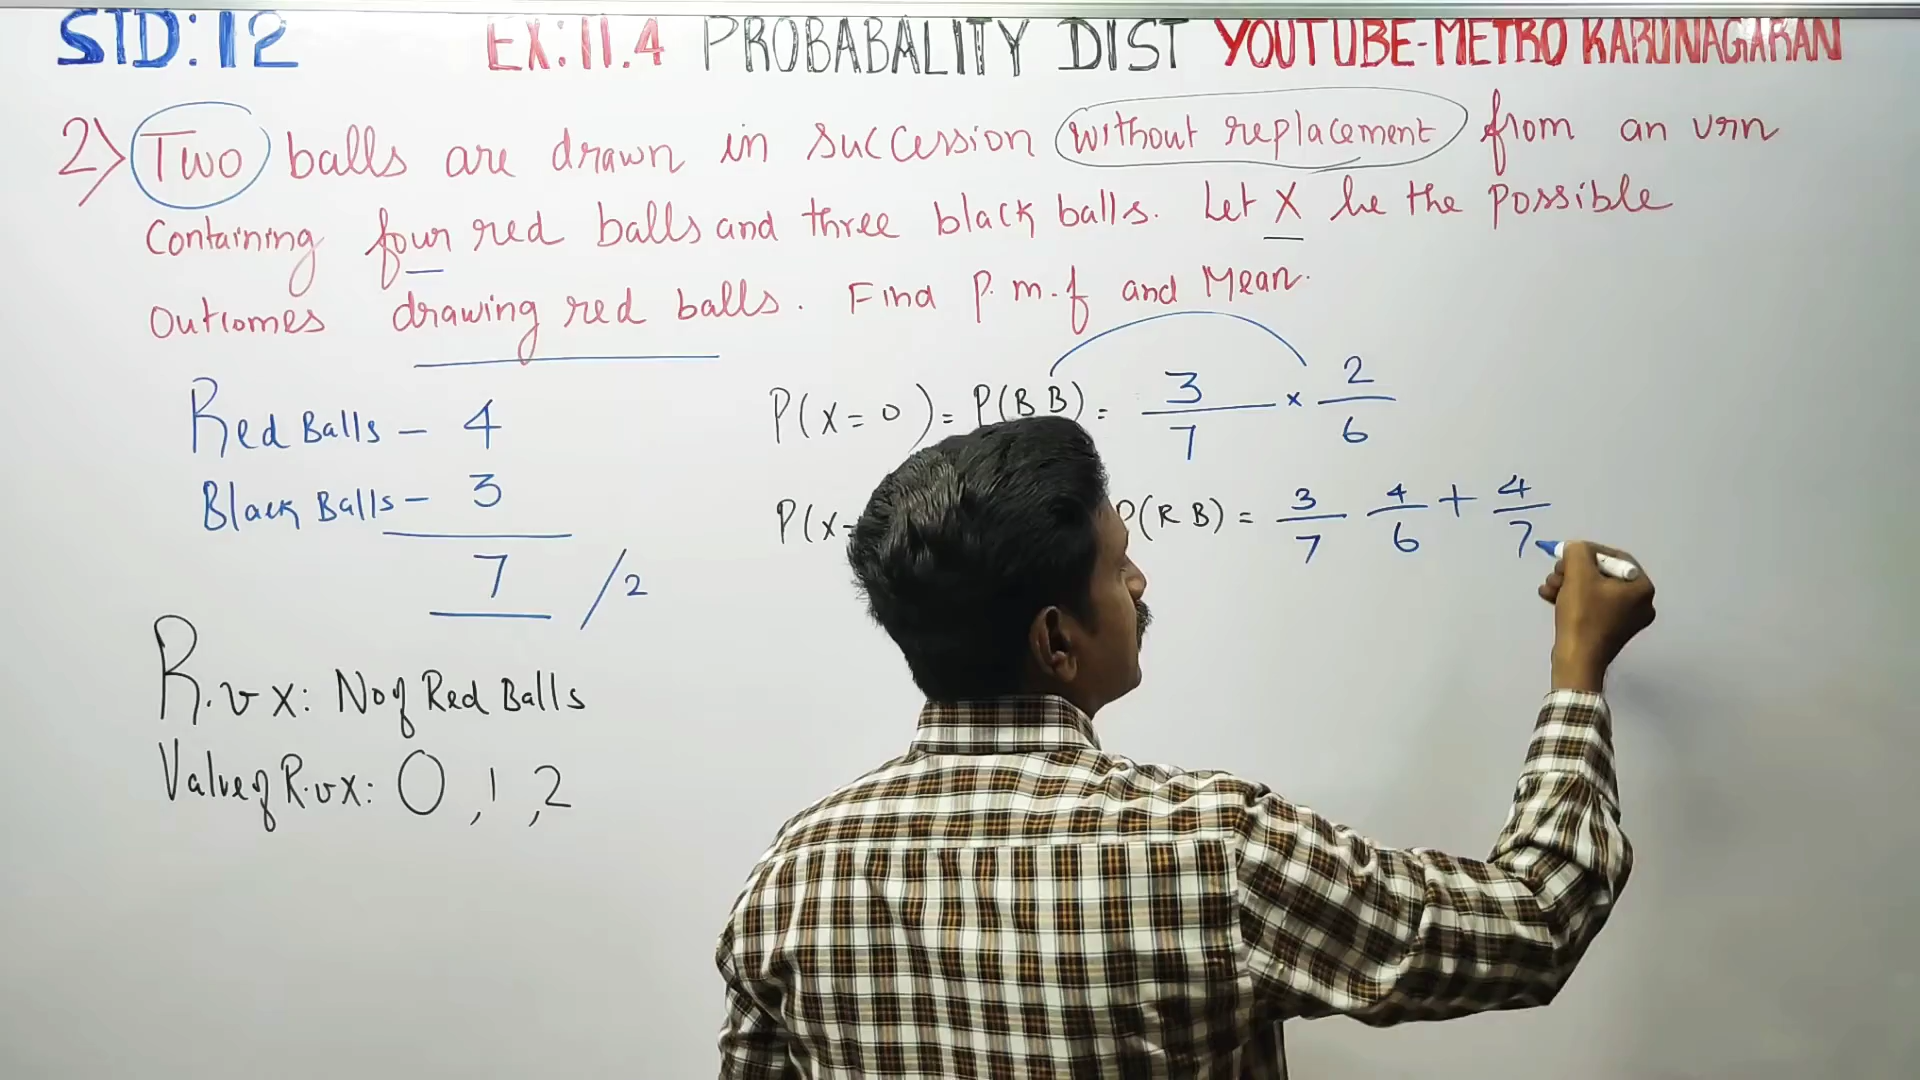 STD:12 EX:11.4 PROBABALITY DIST YOUTUBE-METRO KARUNAGARAN
2) Two balls are drawn in succession without replacement from an urn
Containing four red balls and three black balls. Let X be the possible
Outcomes drawing red balls. Find P.m.f and Mean.
Red Balls - 4
Black Balls - 3
7 / 2
R.v X: No of Red Balls
Value of R.v X: 0, 1, 2
P(X=0) = P(B B) = 3/7 × 2/6
P(X= P(R B) = 3/7 4/6 + 4/7